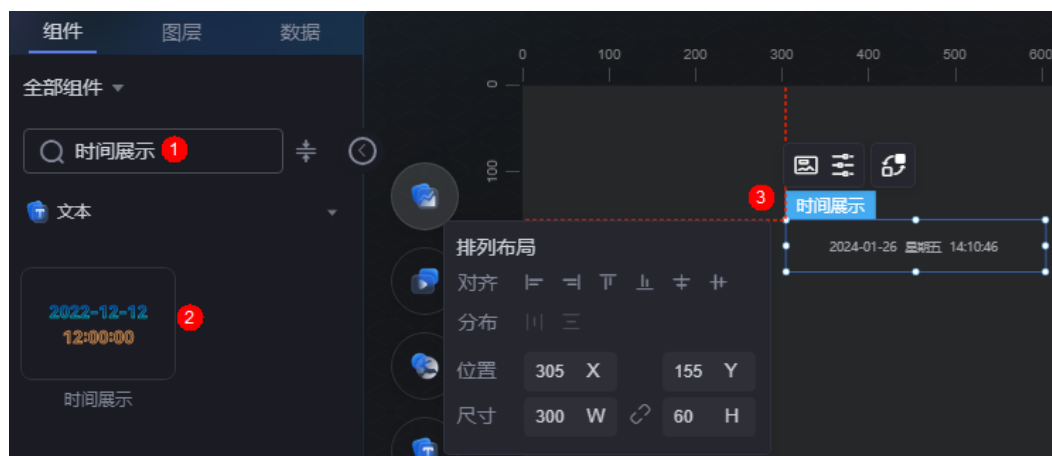 组件 图层 数据
全部组件
时间展示 1
文本
2022-12-12
12:00:00
2
时间展示
0 100 200 300 400 500 600
0
100
3
时间展示
2024-01-26 星期五 14:10:46
排列布局
对齐
分布
位置 305 X 155 Y
尺寸 300 W 60 H